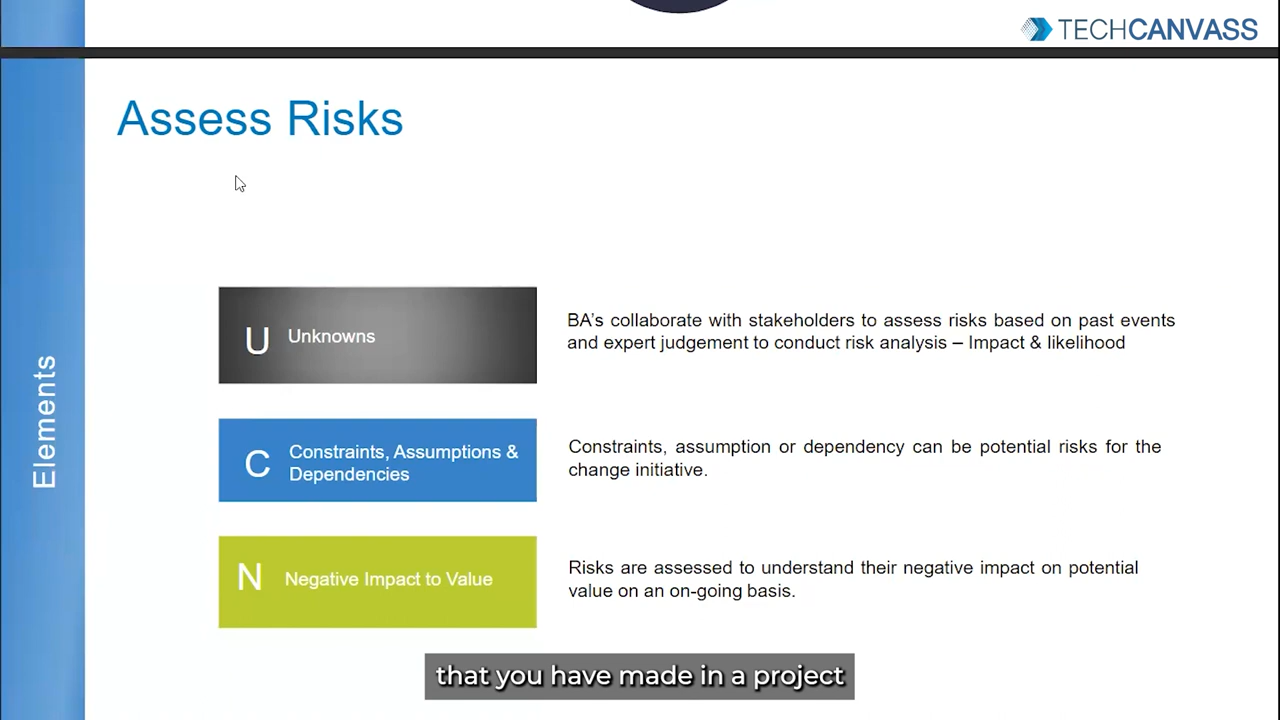 TECHCANVASS
Assess Risks
Elements
U Unknowns
BA's collaborate with stakeholders to assess risks based on past events
and expert judgement to conduct risk analysis – Impact & likelihood
C Constraints, Assumptions &
Dependencies
Constraints, assumption or dependency can be potential risks for the
change initiative.
N Negative Impact to Value
Risks are assessed to understand their negative impact on potential
value on an on-going basis.
that you have made in a project